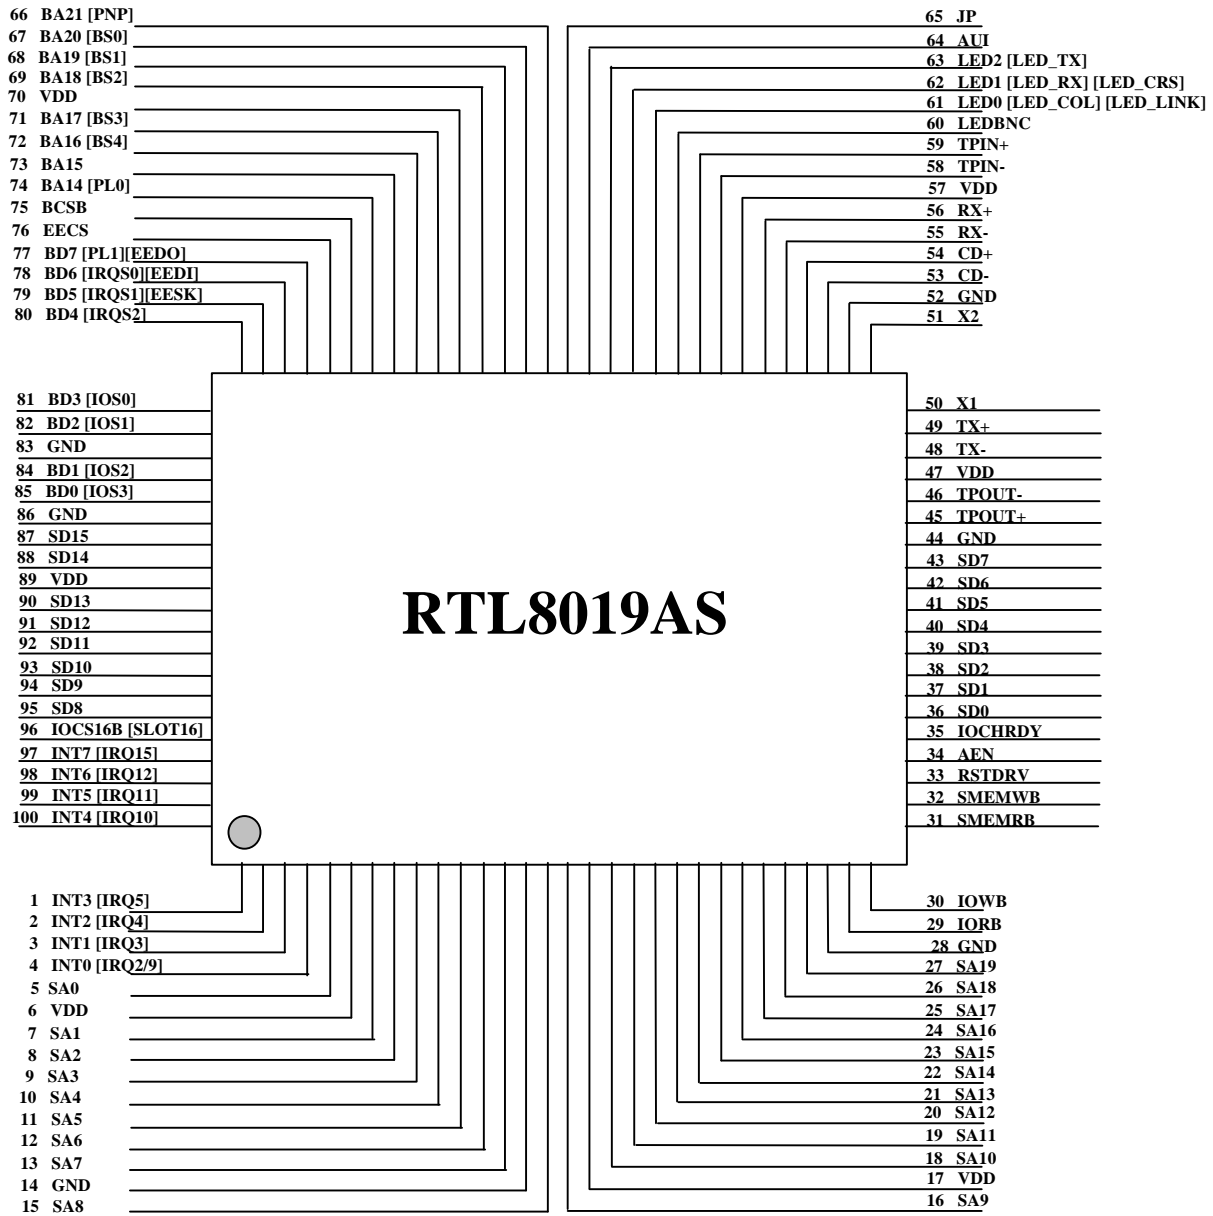 66 BA21 [PNP]
67 BA20 [BS0]
68 BA19 [BS1]
69 BA18 [BS2]
70 VDD
71 BA17 [BS3]
72 BA16 [BS4]
73 BA15
74 BA14 [PL0]
75 BCSB
76 EECS
77 BD7 [PL1][EEDO]
78 BD6 [IRQS0][EEDI]
79 BD5 [IRQS1][EESK]
80 BD4 [IRQS2]
65 JP
64 AUI
63 LED2 [LED_TX]
62 LED1 [LED_RX] [LED_CRS]
61 LED0 [LED_COL] [LED_LINK]
60 LEDBNC
59 TPIN+
58 TPIN-
57 VDD
56 RX+
55 RX-
54 CD+
53 CD-
52 GND
51 X2
81 BD3 [IOS0]
82 BD2 [IOS1]
83 GND
84 BD1 [IOS2]
85 BD0 [IOS3]
86 GND
87 SD15
88 SD14
89 VDD
90 SD13
91 SD12
92 SD11
93 SD10
94 SD9
95 SD8
96 IOCS16B [SLOT16]
97 INT7 [IRQ15]
98 INT6 [IRQ12]
99 INT5 [IRQ11]
100 INT4 [IRQ10]
RTL8019AS
50 X1
49 TX+
48 TX-
47 VDD
46 TPOUT-
45 TPOUT+
44 GND
43 SD7
42 SD6
41 SD5
40 SD4
39 SD3
38 SD2
37 SD1
36 SD0
35 IOCHRDY
34 AEN
33 RSTDRV
32 SMEMWB
31 SMEMRB
1 INT3 [IRQ5]
2 INT2 [IRQ4]
3 INT1 [IRQ3]
4 INT0 [IRQ2/9]
5 SA0
6 VDD
7 SA1
8 SA2
9 SA3
10 SA4
11 SA5
12 SA6
13 SA7
14 GND
15 SA8
30 IOWB
29 IORB
28 GND
27 SA19
26 SA18
25 SA17
24 SA16
23 SA15
22 SA14
21 SA13
20 SA12
19 SA11
18 SA10
17 VDD
16 SA9